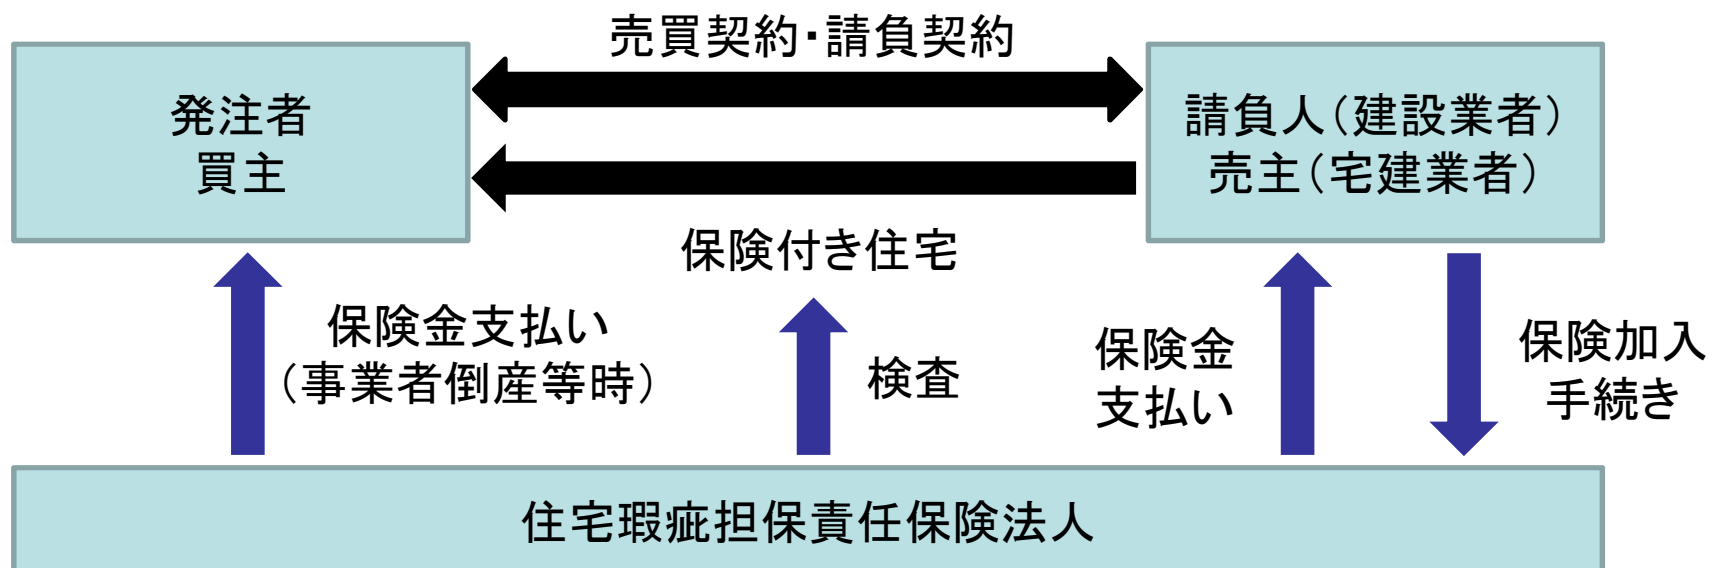 売買契約・請負契約
発注者
買主
請負人（建設業者）
売主（宅建業者）
保険付き住宅
保険金支払い
（事業者倒産等時）
検査
保険金
支払い
保険加入
手続き
住宅瑕疵担保責任保険法人